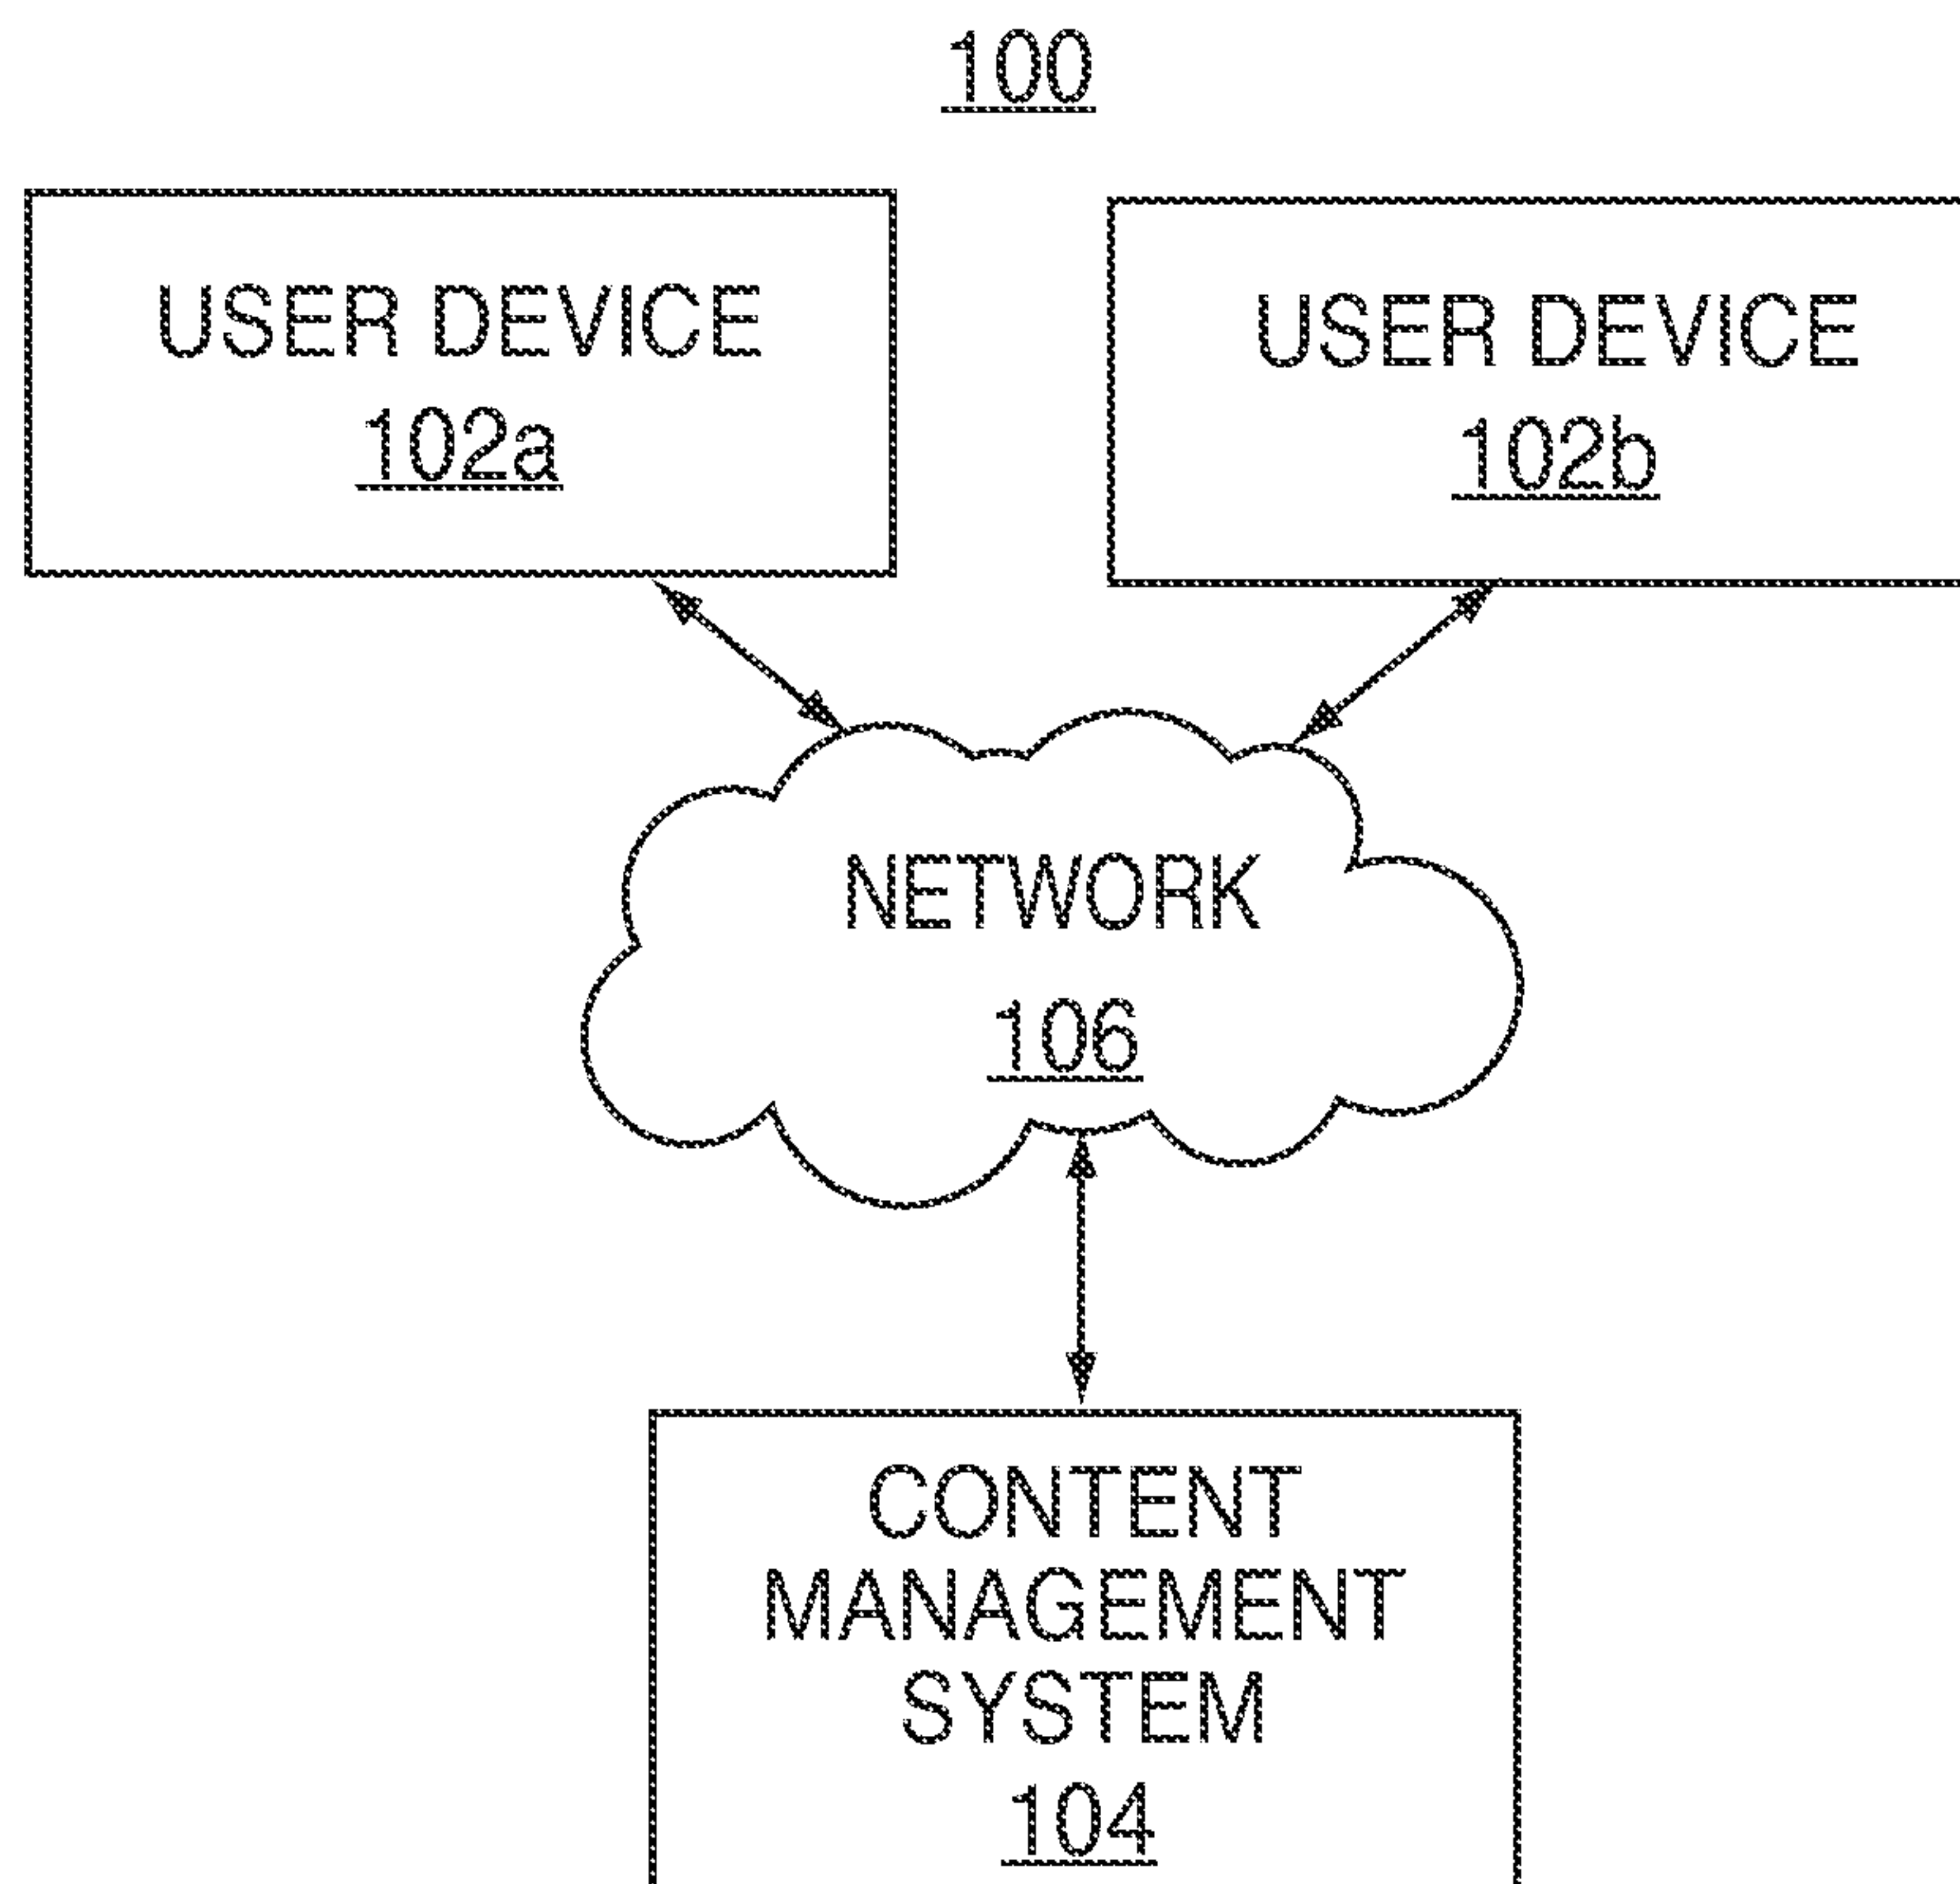 100
USER DEVICE
102a
USER DEVICE
102b
NETWORK
106
CONTENT
MANAGEMENT
SYSTEM
104